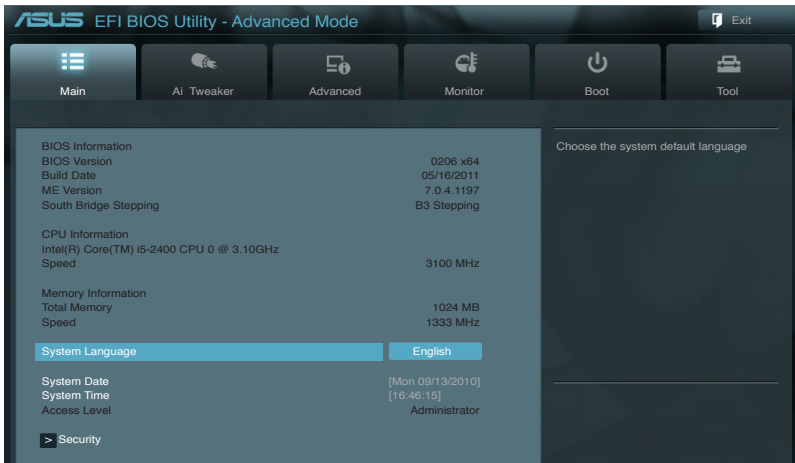 ASUS EFI BIOS Utility - Advanced Mode
Exit
Main
Ai Tweaker
Advanced
Monitor
Boot
Tool
BIOS Information
BIOS Version 0206 x64
Build Date 05/16/2011
ME Version 7.0.4.1197
South Bridge Stepping B3 Stepping
CPU Information
Intel(R) Core(TM) i5-2400 CPU 0 @ 3.10GHz
Speed 3100 MHz
Memory Information
Total Memory 1024 MB
Speed 1333 MHz
System Language English
System Date [Mon 09/13/2010]
System Time [16:46:15]
Access Level Administrator
> Security
Choose the system default language